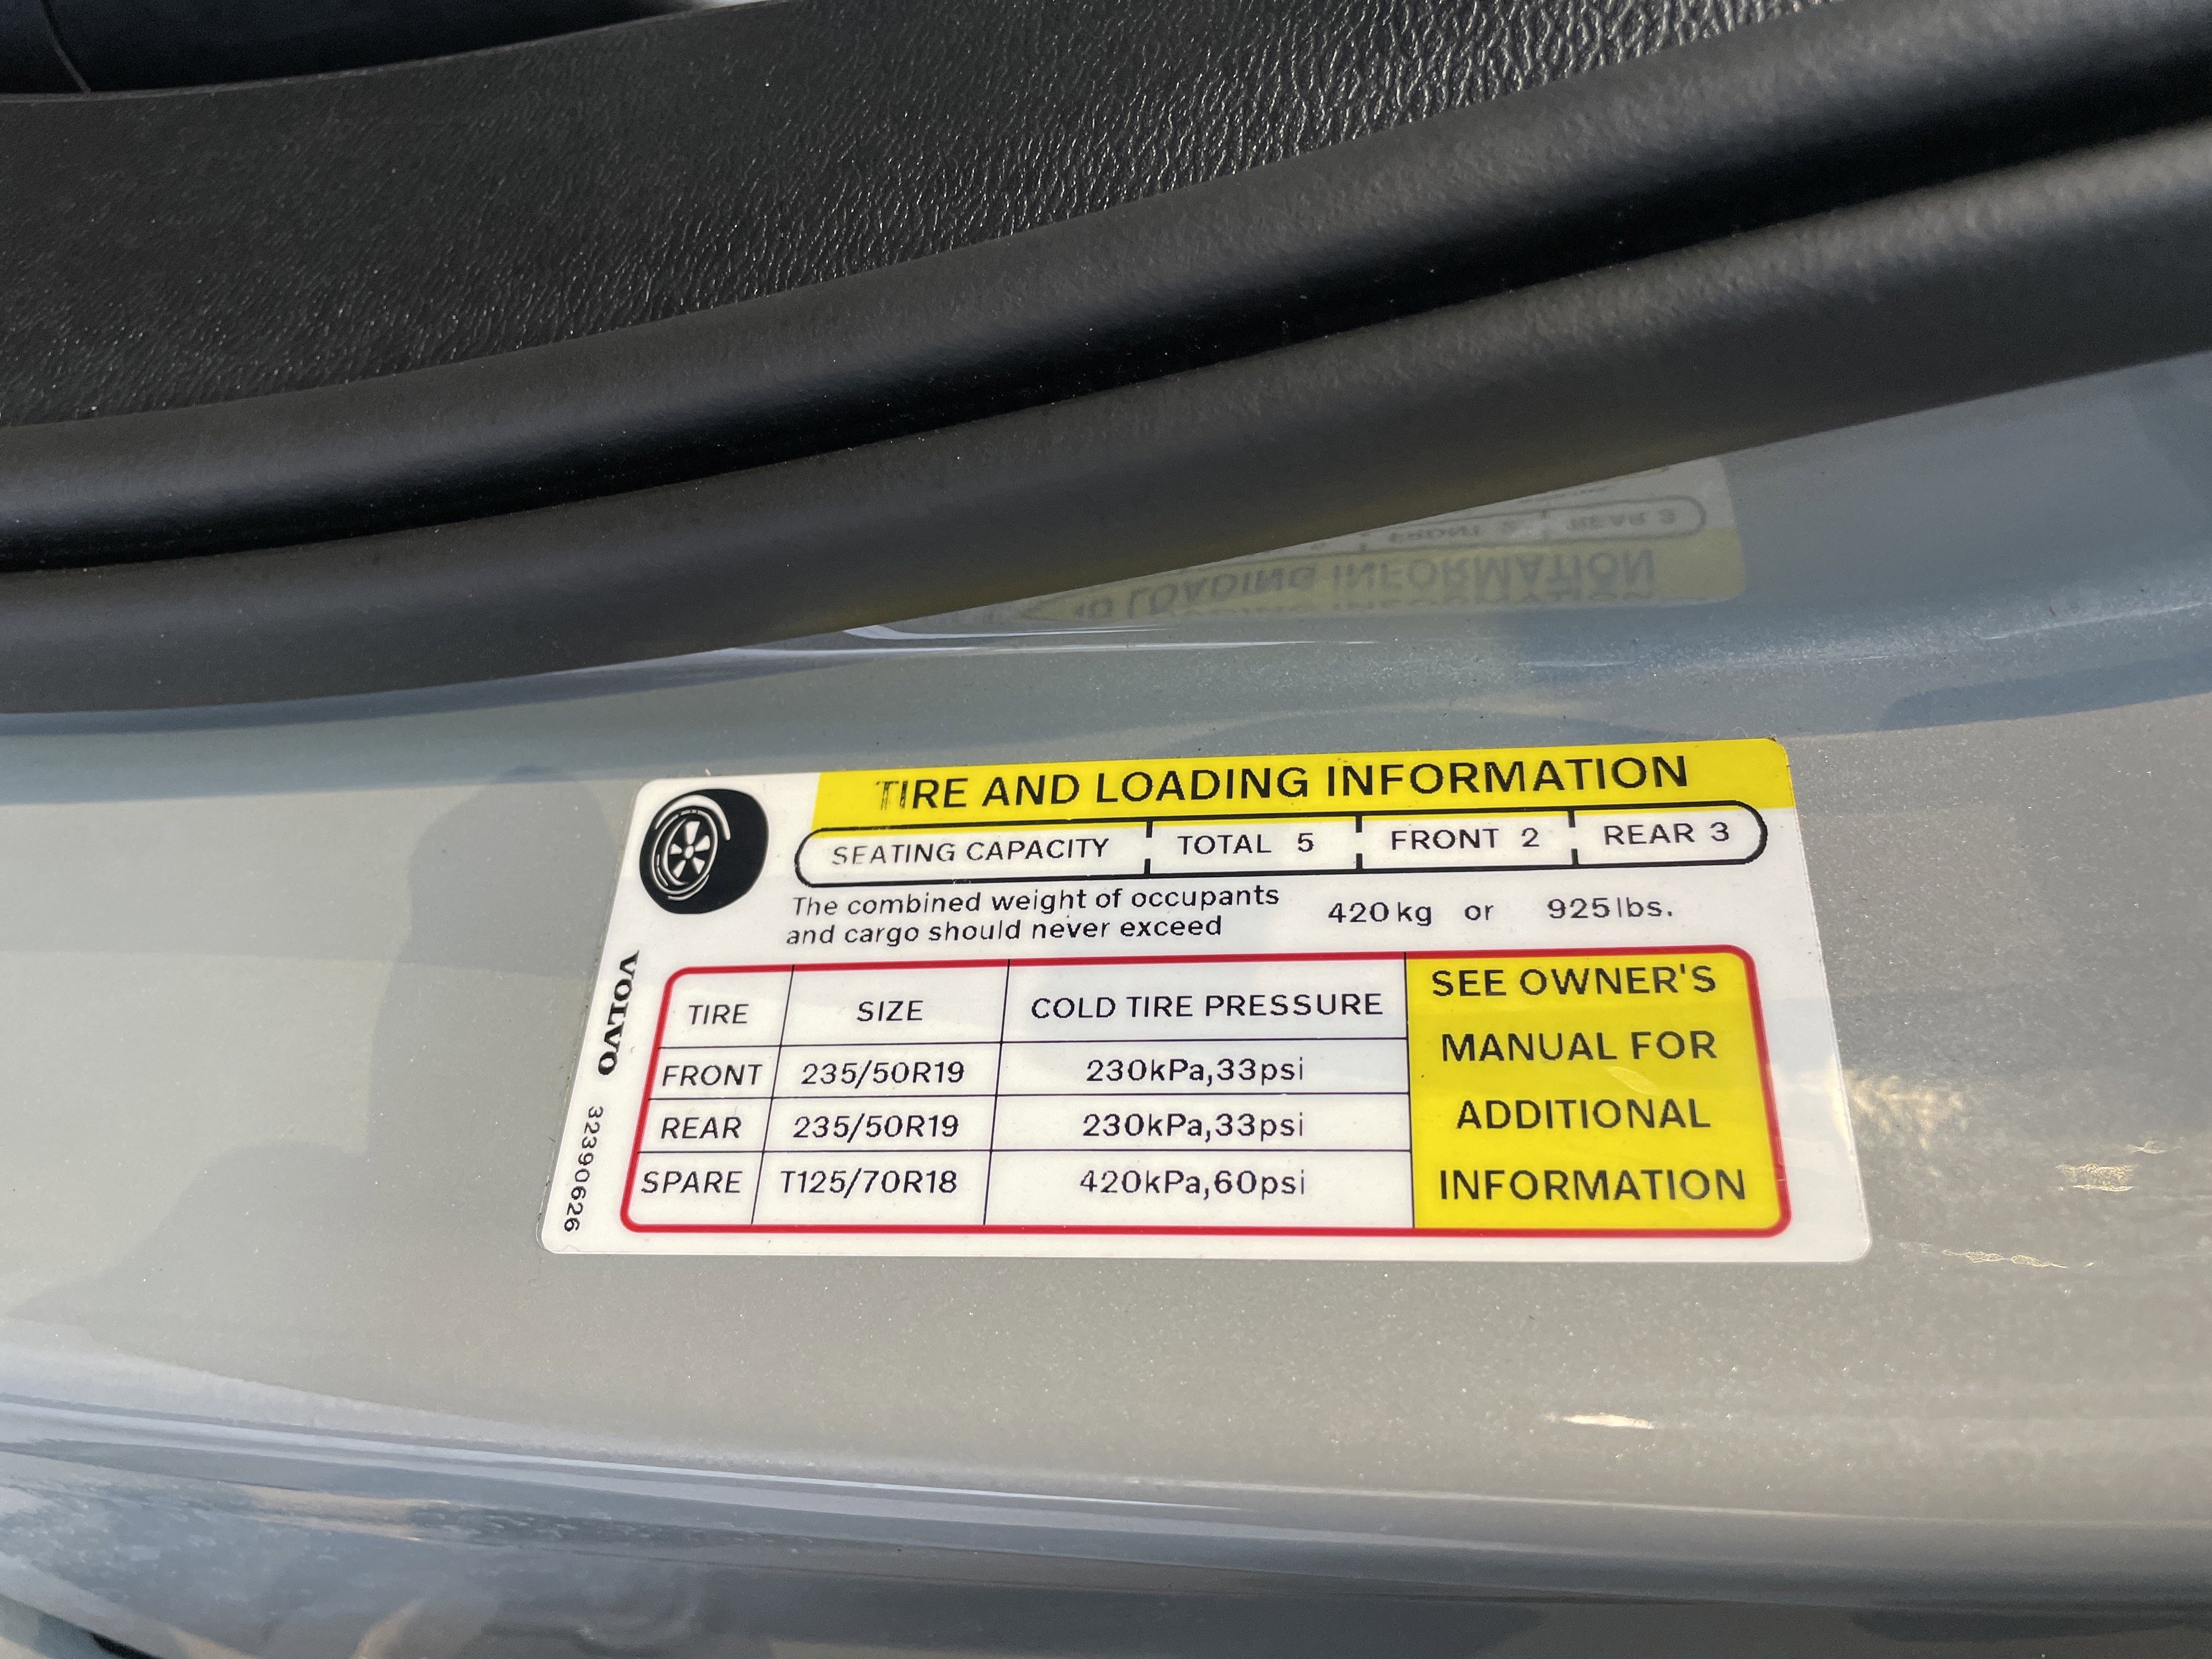 TIRE AND LOADING INFORMATION
SEATING CAPACITY TOTAL 5 FRONT 2 REAR 3
The combined weight of occupants
and cargo should never exceed 420kg or 925lbs.
TIRE SIZE COLD TIRE PRESSURE
FRONT 235/50R19 230kPa,33psi
REAR 235/50R19 230kPa,33psi
SPARE T125/70R18 420kPa,60psi
SEE OWNER'S
MANUAL FOR
ADDITIONAL
INFORMATION
VOLVO 32390626